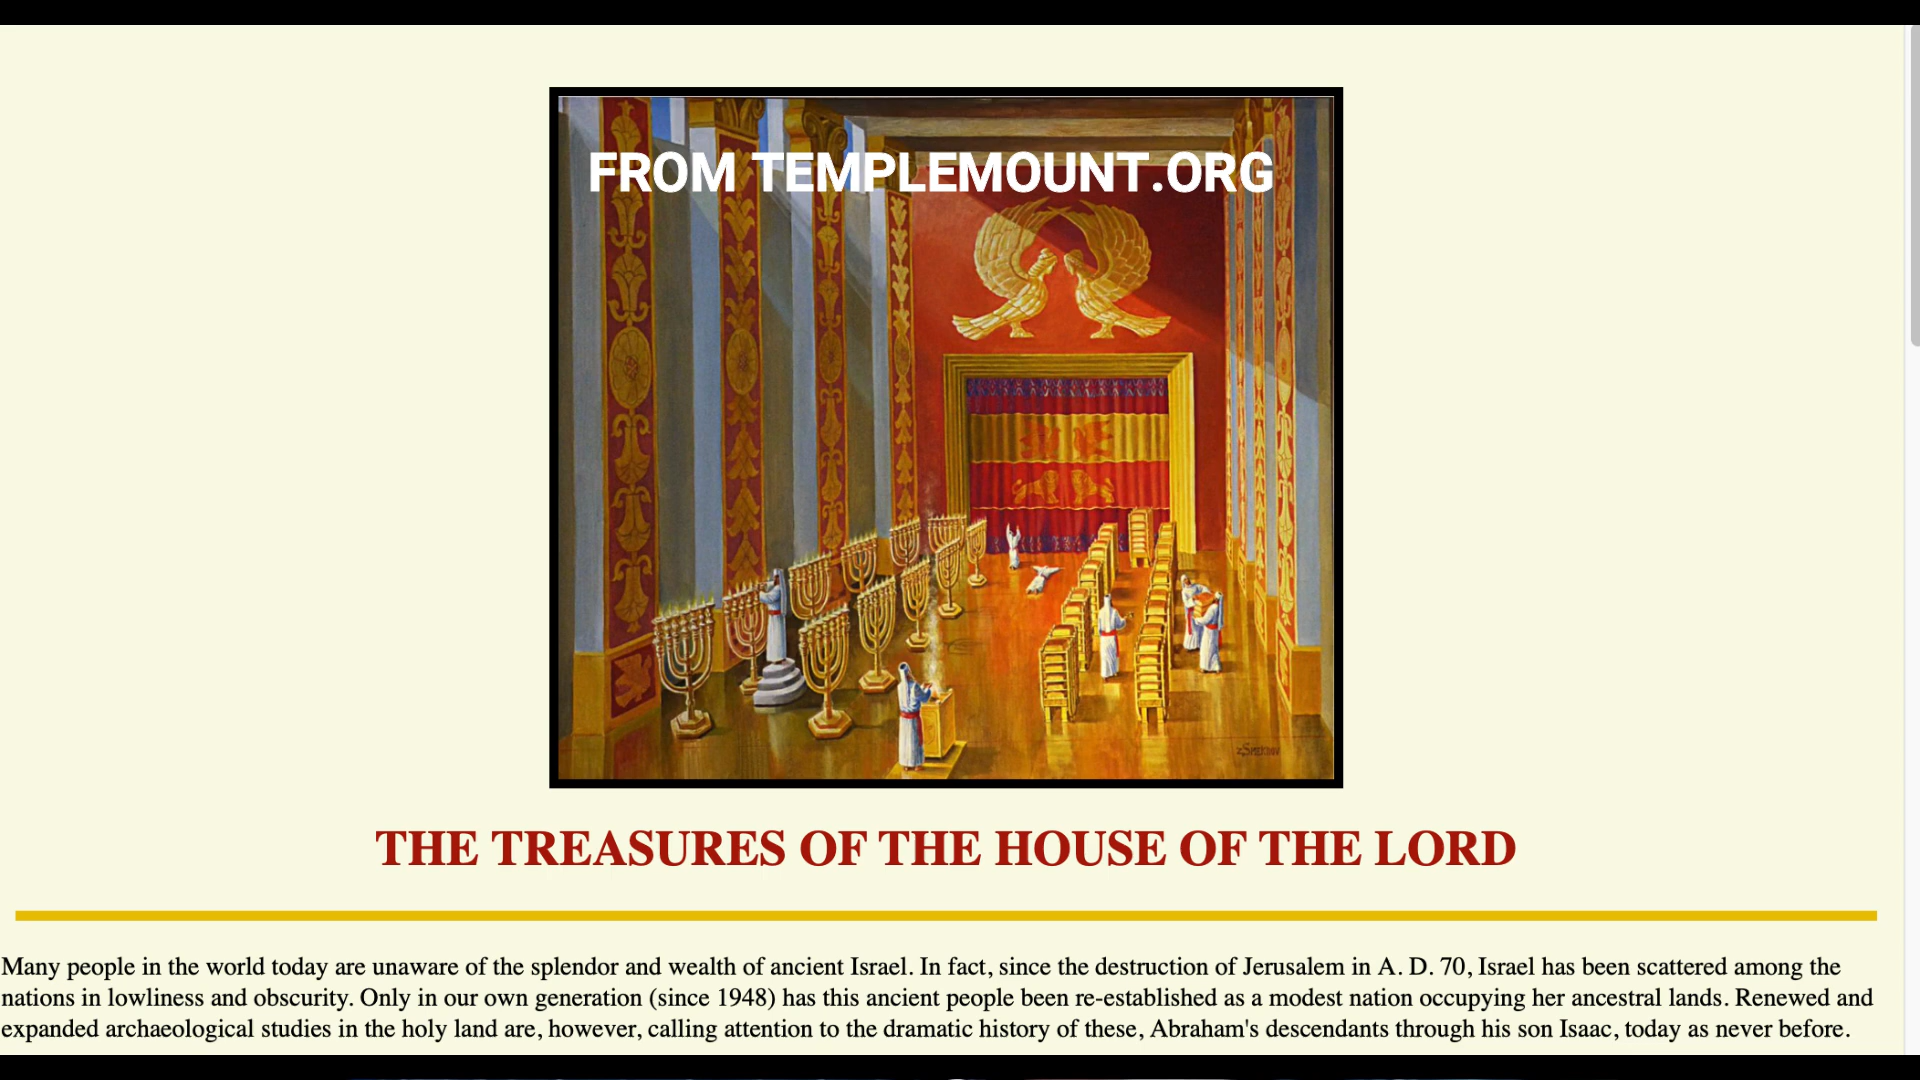 FROM TEMPLEMOUNT.ORG
THE TREASURES OF THE HOUSE OF THE LORD
Many people in the world today are unaware of the splendor and wealth of ancient Israel. In fact, since the destruction of Jerusalem in A. D. 70, Israel has been scattered among the
nations in lowliness and obscurity. Only in our own generation (since 1948) has this ancient people been re-established as a modest nation occupying her ancestral lands. Renewed and
expanded archaeological studies in the holy land are, however, calling attention to the dramatic history of these, Abraham's descendants through his son Isaac, today as never before.